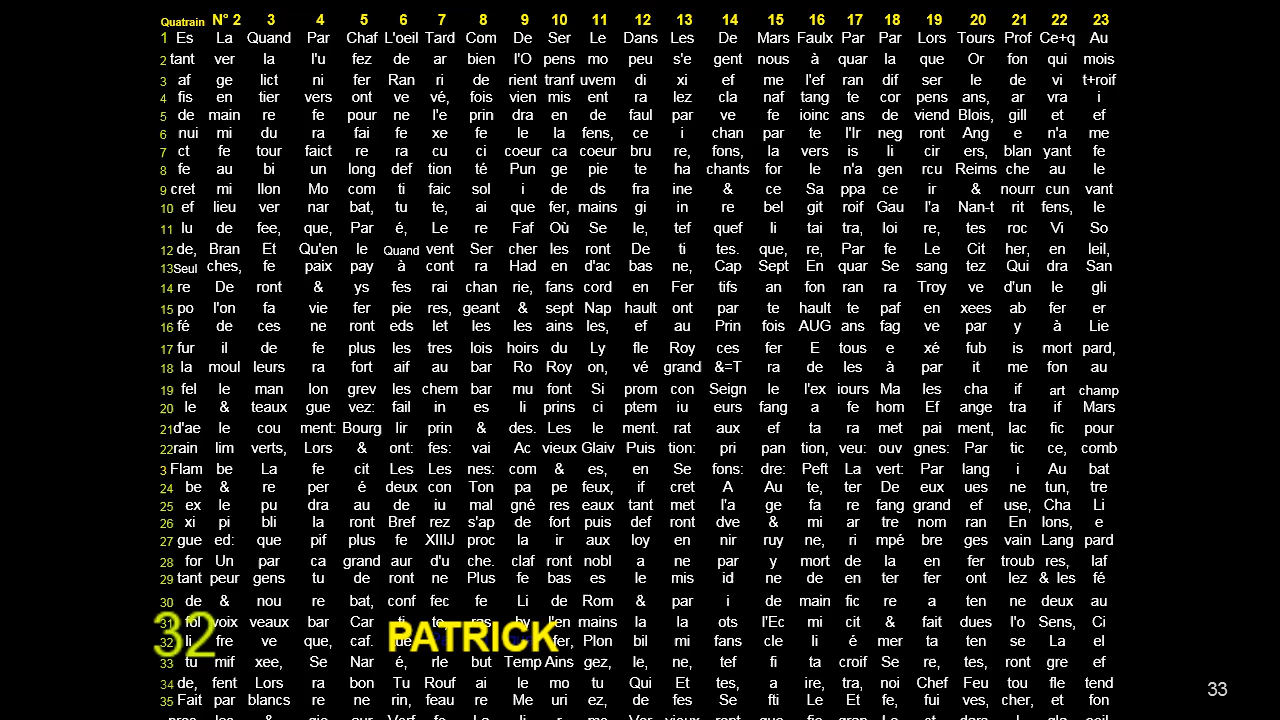 Quatrain N° 2 3 4 5 6 7 8 9 10 11 12 13 14 15 16 17 18 19 20 21 22 23
1 Es La Quand Par Chaf L'oeil Tard Com De Ser Le Dans Les De Mars Faulx Par Par Lors Tours Prof Ce+q Au
2 tant ver la l'u fez de ar bien l'O pens mo peu s'e gent nous à quar la que Or fon qui mois
3 af ge lict ni fer Ran ri de rient tranf uvem di xi ef me l'ef ran dif ser le de vi t+roif
4 fis en tier vers ont ve vé, fois vien mis ent ra lez cla naf tang te cor pens ans, ar vra i
5 de main re fe pour ne l'e prin dra en de faul par ve fe ioinc ans de viend Blois, gill et ef
6 nui mi du ra fai fe xe fe le la fens, ce i chan par te l'Ir neg ront Ang e n'a me
7 ct fe tour faict re ra cu ci coeur ca coeur bru re, fons, la vers is li cir ers, blan yant fe
8 fe au bi un long def tion té Pun ge pie te ha chants for le n'a gen rcu Reims che au le
9 cret mi llon Mo com ti faic sol i de ds fra ine & ce Sa ppa ce ir & nourr cun vant
10 ef lieu ver nar bat, tu te, ai que fer, mains gi in re bel git roif Gau l'a Nan-t rit fens, le
11 lu de fee, que, Par é, Le re Faf Où Se le, tef quef li tai tra, loi re, tes roc Vi So
12 de, Bran Et Qu'en le Quand vent Ser cher les ront De ti tes. que, re, Par fe Le Cit her, en leil,
13 Seul ches, fe paix pay à cont ra Had en d'ac bas ne, Cap Sept En quar Se sang tez Qui dra San
14 re De ront & ys fes rai chan rie, fans cord en Fer tifs an fon ran ra Troy ve d'un le gli
15 po l'on fa vie fer pie res, geant & sept Nap hault ont par te hault te paf en xees ab fer er
16 fé de ces ne ront eds let les les ains les, ef au Prin fois AUG ans fag ve par y à Lie
17 fur il de fe plus les tres lois hoirs du Ly fle Roy ces fer E tous e xé fub is mort pard,
18 la moul leurs ra fort aif au bar Ro Roy on, vé grand &=T ra de les à par it me fon au
19 fel le man lon grev les chem bar mu font Si prom con Seign le l'ex iours Ma les cha if art champ
20 le & teaux gue vez: fail in es li prins ci ptem iu eurs fang a fe hom Ef ange tra if Mars
21 d'ae le cou ment: Bourg lir prin & des. Les le ment. rat aux ef ta ra met pai ment, lac fic pour
22 rain lim verts, Lors & ont: fes: vai Ac vieux Glaiv Puis tion: pri pan tion, veu: ouv gnes: Par tic ce, comb
3 Flam be La fe cit Les Les nes: com & es, en Se fons: dre: Peft La vert: Par lang i Au bat
24 be & re per é deux con Ton pa pe feux, if cret A Au te, ter De eux ues ne tun, tre
25 ex le pu dra au de iu mal gné res eaux tant met l'a ge fa re fang grand ef use, Cha Li
26 xi pi bli la ront Bref rez s'ap de fort puis def ront dve & mi ar tre nom ran En lons, e
27 gue ed: que pif plus fe XIIIJ proc la ir aux loy en nir ruy ne, ri mpé bre ges vain Lang pard
28 for Un par ca grand aur d'u che. claf ront nobl a ne par y mort de la en fer troub res, laf
29 tant peur gens tu de ront ne Plus fe bas es le mis id ne de en ter fer ont lez & les fé
30 de & nou re bat, conf fec fe Li de Rom & par i de main fic re a ten ne deux au
31 fol voix veaux bar Car l'en mains la la ots l'Ec mi cit & fait dues l'o Sens, Ci
32 li fre ve que, caf. fer, Plon bil mi fans cle li é mer ta ten se La el
32 PATRICK
33 tu mif xee, Se Nar é, rle but Temp Ains gez, le, ne, tef fi ta croif Se re, tes, ront gre ef
34 de, fent Lors ra bon Tu Rouf ai le mo tu Qui Et tes, a ire, tra, noi Chef Feu tou fle tend
33
35 Fait par blancs re ne rin, feau re Me uri ez, de fes Se fti Le Et fe, fui ves, cher, et fon